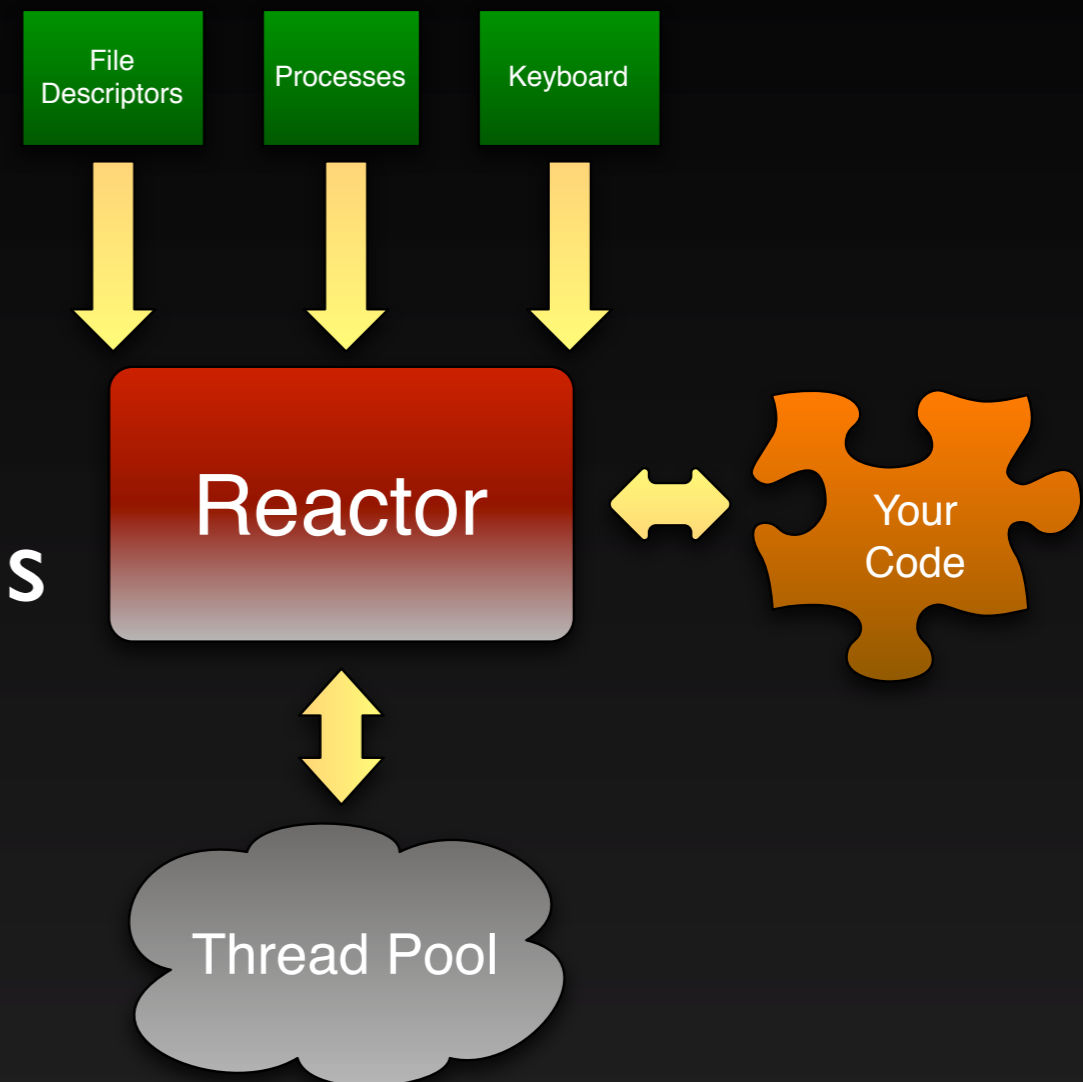 File
Descriptors
Processes
Keyboard
Reactor
s
Your
Code
Thread Pool